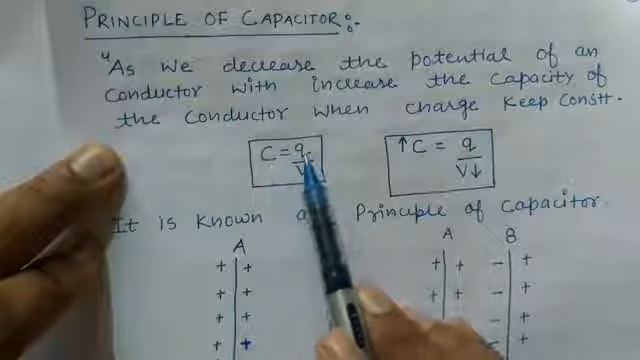 PRINCIPLE OF CAPACITOR:-
"As we decrease the potential of an
conductor with increase the capacity of
the conductor when charge keep constt.
C = q/V ↑C = q/V↓
It is known as Principle of capacitor.
A A B
+ + + + - +
+ + + + - +
+ + - +
+ + - +